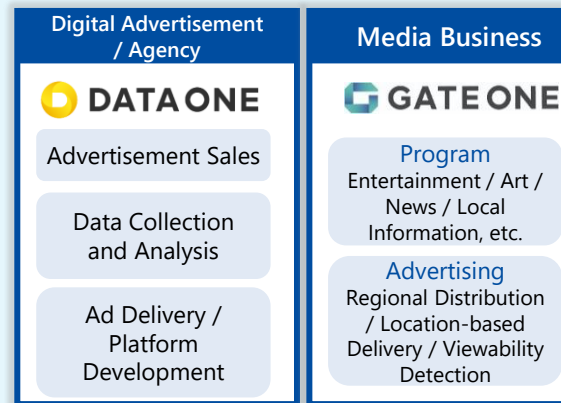 Digital Advertisement
/ Agency
DATAONE
Advertisement Sales
Data Collection
and Analysis
Ad Delivery /
Platform
Development
Media Business
GATEONE
Program
Entertainment / Art /
News / Local
Information, etc.
Advertising
Regional Distribution
/ Location-based
Delivery / Viewability
Detection